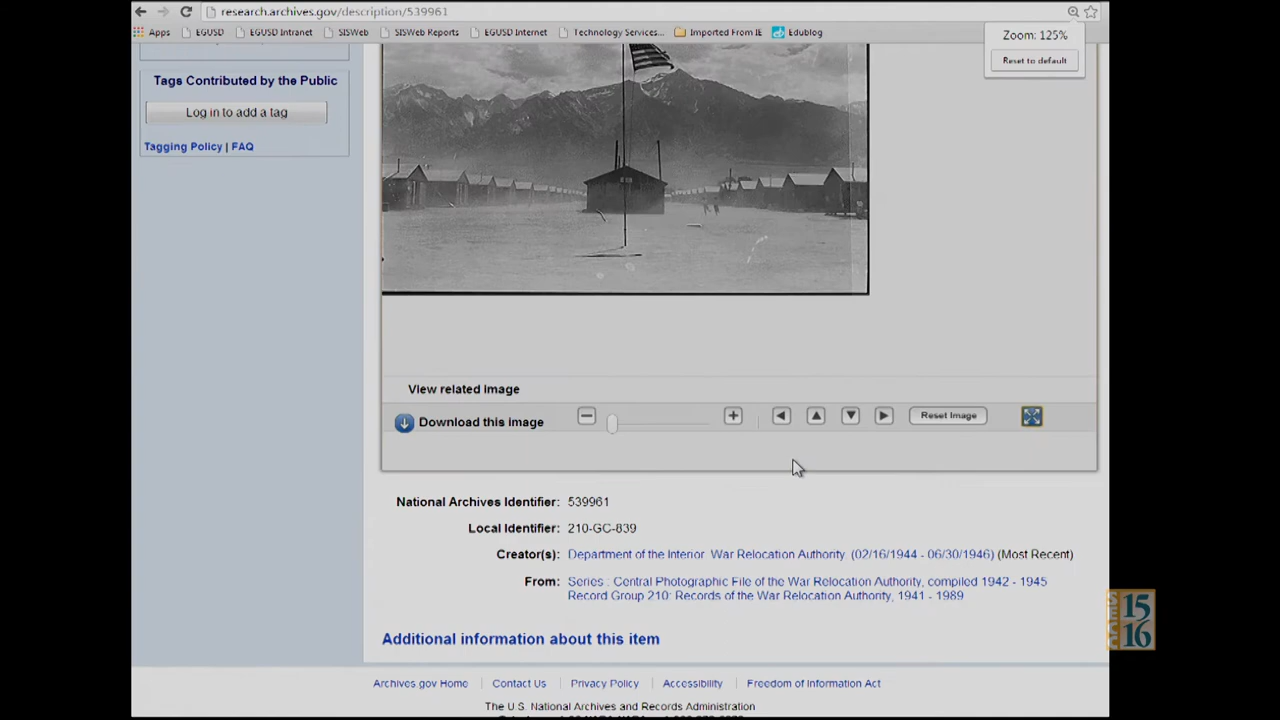 research.archives.gov/description/539961
Apps EGUSD EGUSD Intranet SISWeb SISWeb Reports EGUSD Internet Technology Services... Imported From IE Edublog
Zoom: 125%
Reset to default
Tags Contributed by the Public
Log in to add a tag
Tagging Policy | FAQ
View related image
Download this image
Reset Image
National Archives Identifier: 539961
Local Identifier: 210-GC-839
Creator(s): Department of the Interior. War Relocation Authority. (02/16/1944 - 06/30/1946) (Most Recent)
From: Series : Central Photographic File of the War Relocation Authority, compiled 1942 - 1945
Record Group 210: Records of the War Relocation Authority, 1941 - 1989
Additional information about this item
Archives.gov Home Contact Us Privacy Policy Accessibility Freedom of Information Act
The U.S. National Archives and Records Administration
15
16